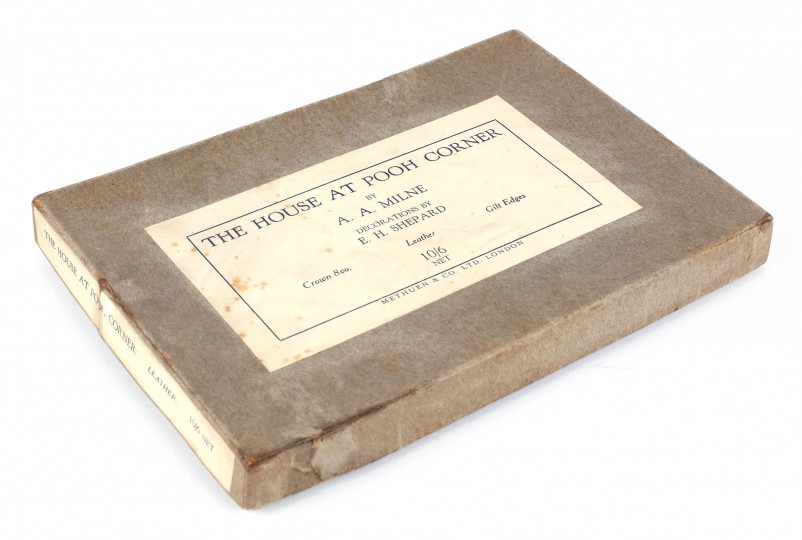 THE HOUSE AT POOH CORNER
BY
A. A. MILNE
DECORATIONS BY
E. H. SHEPARD
Crown 8vo. Leather Gilt Edges
10/6
NET
METHUEN & CO. LTD. LONDON
THE HOUSE AT POOH CORNER LEATHER 10/6 NET